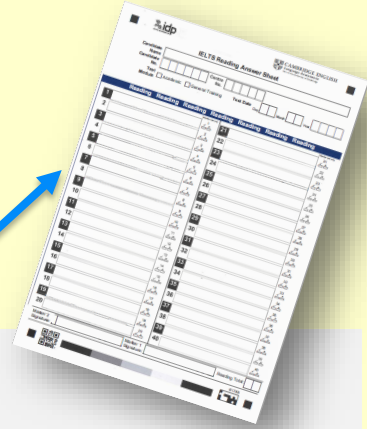 idp
CAMBRIDGE ENGLISH
IELTS Reading Answer Sheet
Candidate Name
Candidate No.
Centre No.
Test Date
Day
Month
Year
Test Module
Academic
General Training
Reading Reading Reading Reading Reading Reading
1
2
3
4
5
6
7
8
9
10
11
12
13
14
15
16
17
18
19
20
21
22
23
24
25
26
27
28
29
30
31
32
33
34
35
36
37
38
39
40
Marker 2 Signature
Marker 1 Signature
Reading Total